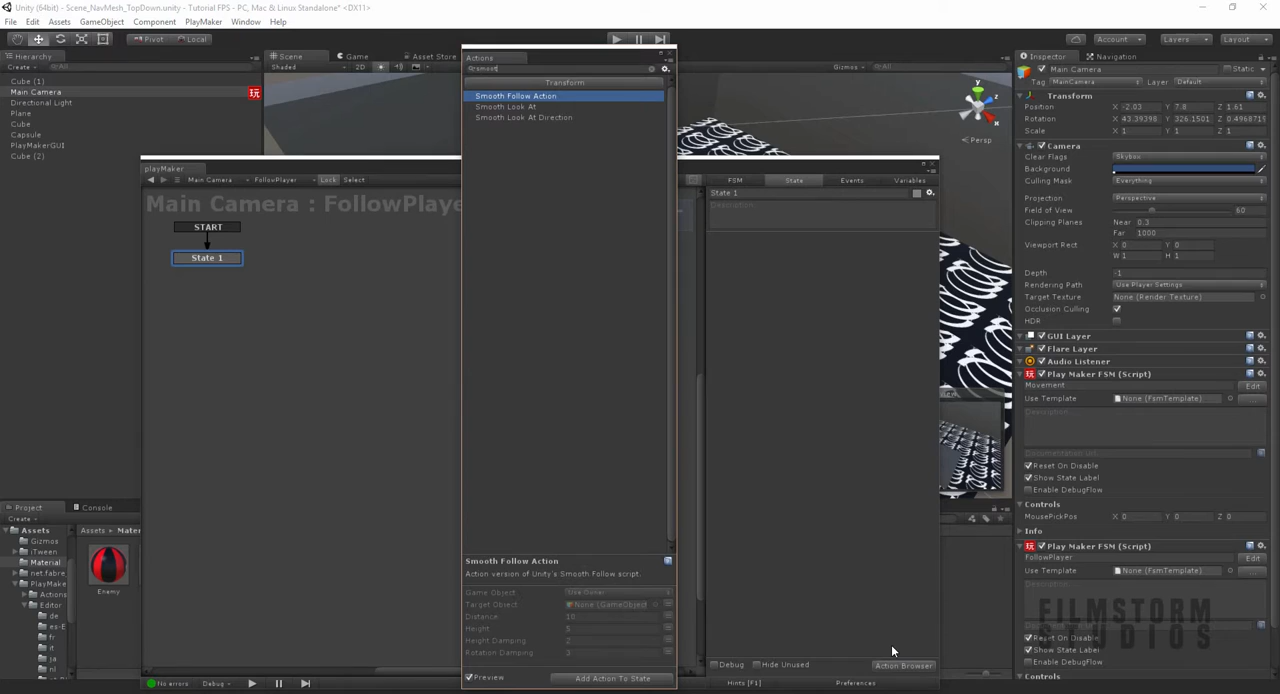 Unity (64bit) - Scene_NavMesh_TopDown.unity - Tutorial FPS - PC, Mac & Linux Standalone* <DX11>
File Edit Assets GameObject Component PlayMaker Window Help
Pivot Local Account Layers Layout
Hierarchy Scene Game Asset Store Inspector Navigation
Create All Shaded 2D Gizmos All
Cube (1)
Main Camera
Directional Light
Plane
Cube
Capsule
PlayMakerGUI
Cube (2)
Persp
Actions
smoot
Transform
Smooth Follow Action
Smooth Look At
Smooth Look At Direction
Smooth Follow Action
Action version of Unity's Smooth Follow script.
Game Object Use Owner
Target Object None (GameObject
Distance 10
Height 5
Height Damping 2
Rotation Damping 3
Preview Add Action To State
playMaker
Main Camera FollowPlayer Lock Select
Main Camera : FollowPlaye
START
State 1
No errors Debug
FSM State Events Variables
State 1
Description...
Debug Hide Unused Action Browser
Hints [F1] Preferences
Main Camera Static
Tag MainCamera Layer Default
Transform
Position X -2.03 Y 7.8 Z 1.61
Rotation X 43.39398 Y 326.1501 Z 0.4968719
Scale X 1 Y 1 Z 1
Camera
Clear Flags Skybox
Background
Culling Mask Everything
Projection Perspective
Field of View 60
Clipping Planes Near 0.3
Far 1000
Viewport Rect X 0 Y 0
W 1 H 1
Depth -1
Rendering Path Use Player Settings
Target Texture None (Render Texture)
Occlusion Culling
HDR
GUI Layer
Flare Layer
Audio Listener
Play Maker FSM (Script)
Movement Edit
Use Template None (FsmTemplate) ...
Description...
Documentation Url...
Reset On Disable
Show State Label
Enable DebugFlow
Controls
MousePickPos X 0 Y 0 Z 0
Info
Play Maker FSM (Script)
FollowPlayer Edit
Use Template None (FsmTemplate) ...
Reset On Disable
Show State Label
Enable DebugFlow
FILMSTORM
STUDIOS
Project Console
Create
Assets
Gizmos
iTween
Material
net.fabre
PlayMake
Actions
Editor
de
es-E
fr
it
ja
nl
Assets Mater
Enemy